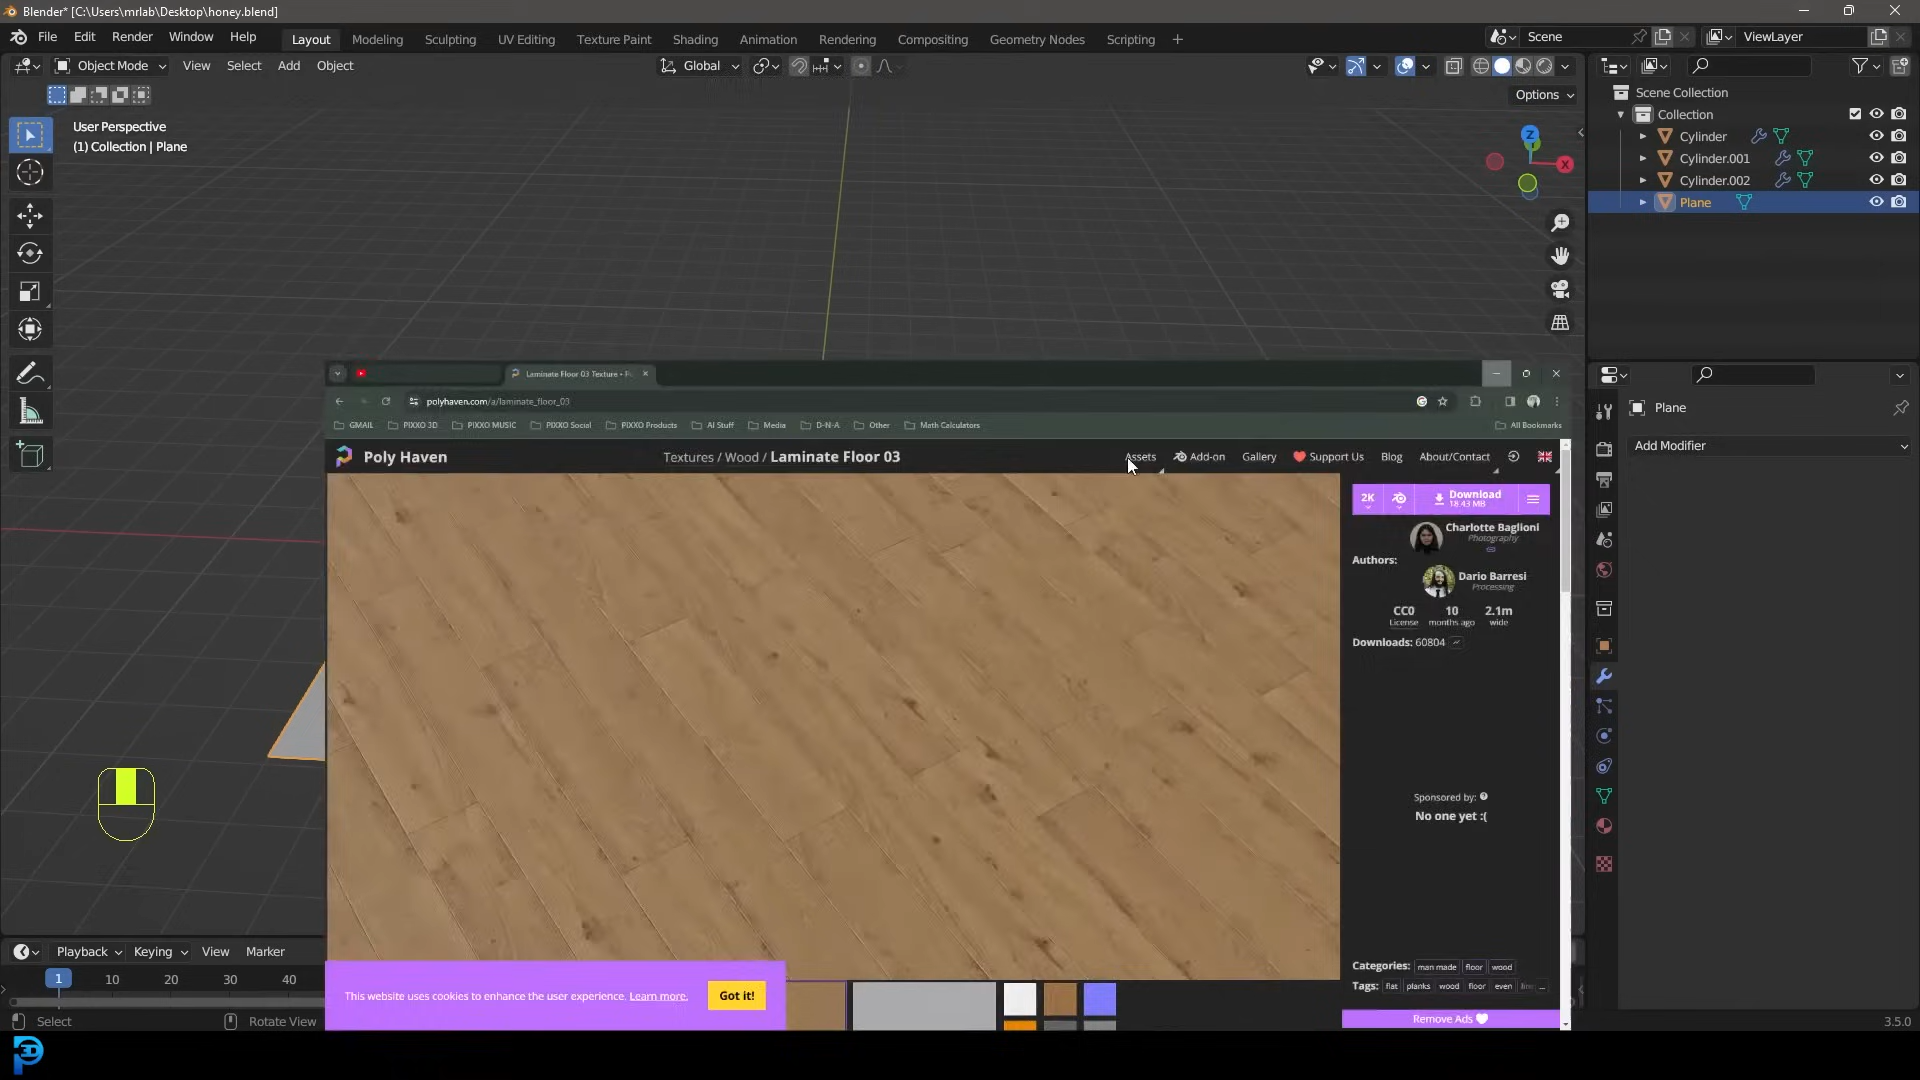 Blender* [C:\Users\mrlab\Desktop\honey.blend]
File Edit Render Window Help
Layout Modeling Sculpting UV Editing Texture Paint Shading Animation Rendering Compositing Geometry Nodes Scripting +
Scene
ViewLayer
Object Mode View Select Add Object
Global
Options
User Perspective
(1) Collection | Plane
Z
X
Scene Collection
Collection
Cylinder
Cylinder.001
Cylinder.002
Plane
Plane
Add Modifier
Laminate Floor 03 Texture • P
polyhaven.com/a/laminate_floor_03
GMAIL PIXXO 3D PIXXO MUSIC PIXXO Social PIXXO Products AI Stuff Media D-N-A Other Math Calculators All Bookmarks
Poly Haven
Textures / Wood / Laminate Floor 03
Assets Add-on Gallery Support Us Blog About/Contact
2K
Download
18.43 MB
Authors:
Charlotte Baglioni
Photography
Dario Barresi
Processing
CC0 10 2.1m
License months ago wide
Downloads: 60804
Sponsored by:
No one yet :(
Categories: man made floor wood
Tags: flat planks wood floor even ...
Remove Ads
This website uses cookies to enhance the user experience. Learn more.
Got it!
Playback Keying View Marker
1 10 20 30 40
Select
Rotate View
3.5.0